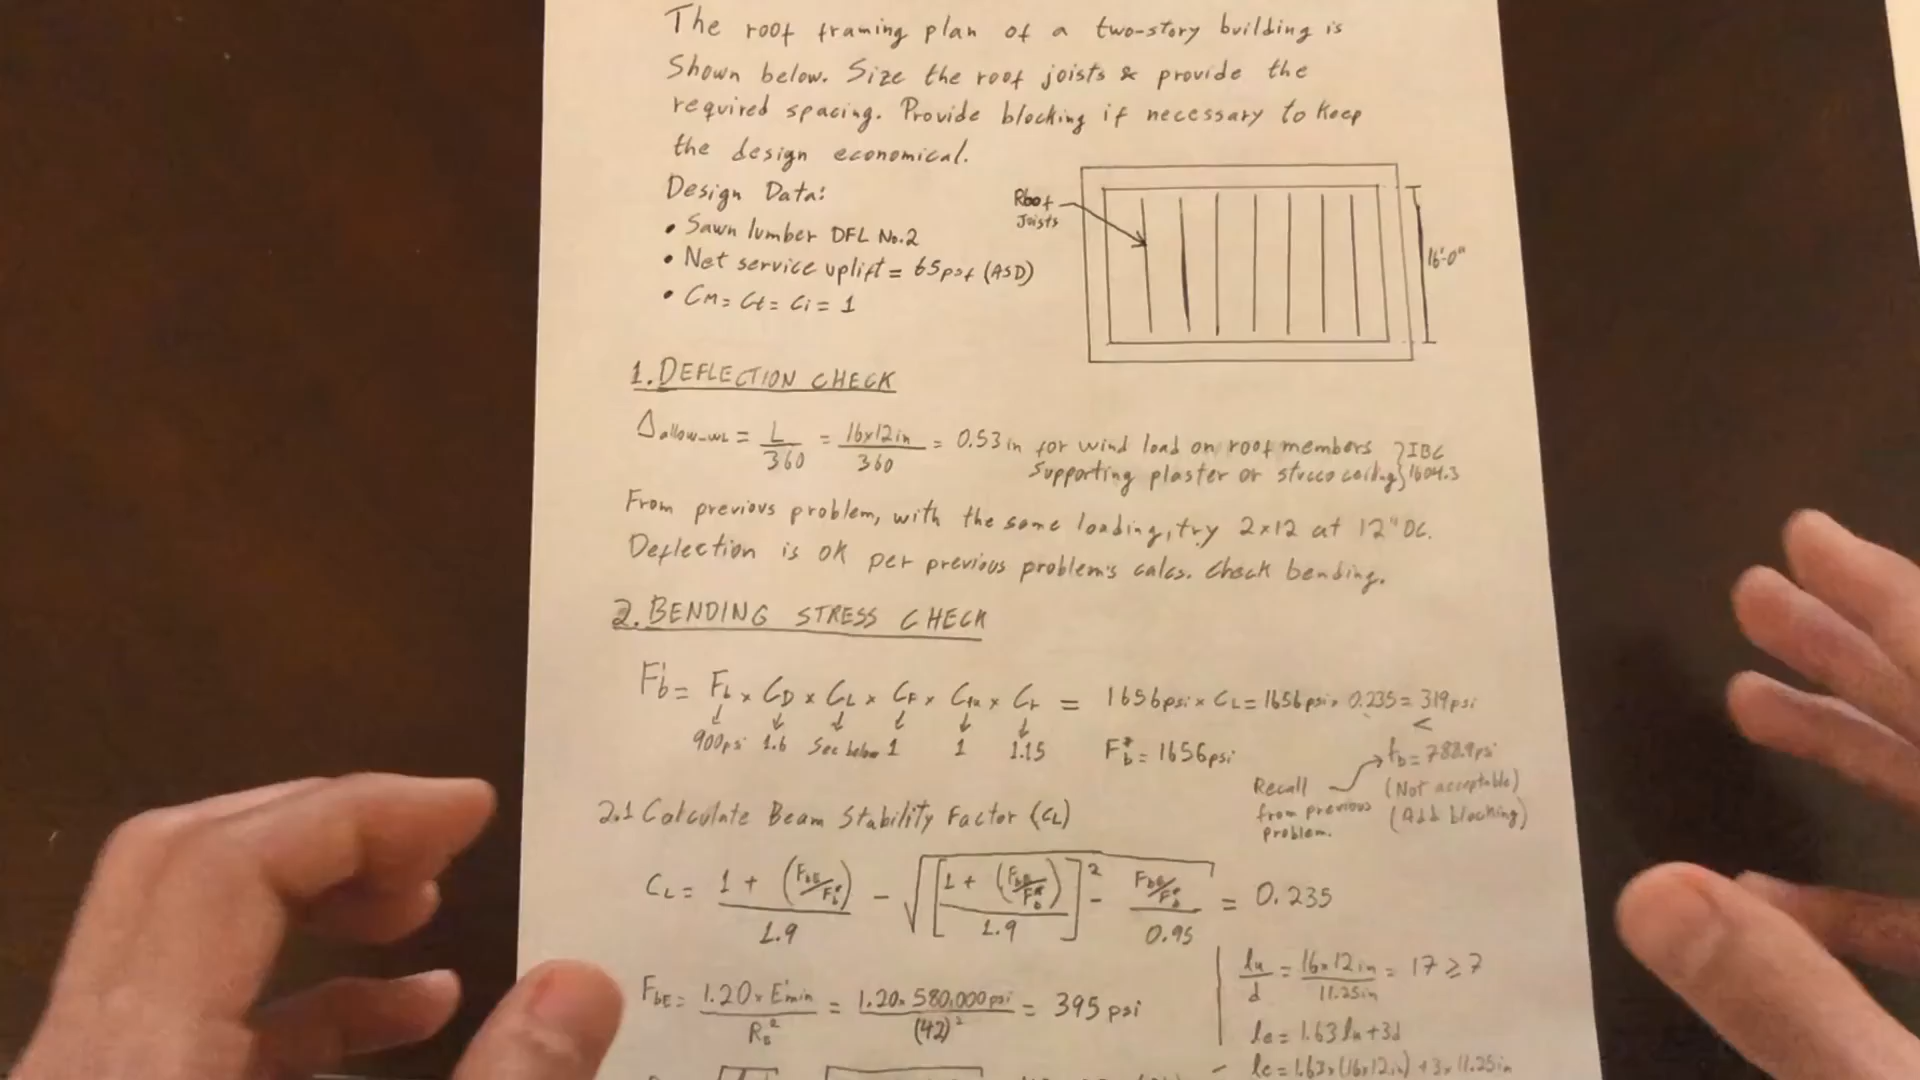 The roof framing plan of a two-story building is
Shown below. Size the roof joists & provide the
required spacing. Provide blocking if necessary to keep
the design economical.
Design Data:
• Sawn lumber DFL No.2
• Net service uplift = 65psf (ASD)
• CM = Ct = Ci = 1
Roof
Joists
16'-0"
1. DEFLECTION CHECK
Δallow-WL = L/360 = 16x12in/360 = 0.53in for wind load on roof members } IBC
Supporting plaster or stucco ceiling } 1604.3
From previous problem, with the same loading, try 2x12 at 12" OC.
Deflection is OK per previous problem's calcs. Check bending.
2. BENDING STRESS CHECK
F'b = Fb x CD x CL x CF x Cfu x Cr = 1656psi x CL = 1656psi x 0.235 = 319psi
<
900psi 1.6 See below 1 1 1.15
F*b = 1656psi
fb = 788.9psi
Recall
from previous
problem.
(Not acceptable)
(Add blocking)
2.1 Calculate Beam Stability Factor (CL)
CL = 1 + (FbE/F*b)/1.9 - √[1 + (FbE/F*b)/1.9]² - FbE/F*b/0.95 = 0.235
FbE = 1.20 x E'min/RB² = 1.20 x 580,000psi/(42)² = 395 psi
lu/d = 16x12in/11.25in = 17 ≥ 7
le = 1.63lu + 3d
le = 1.63x(16x12in) + 3x11.25in